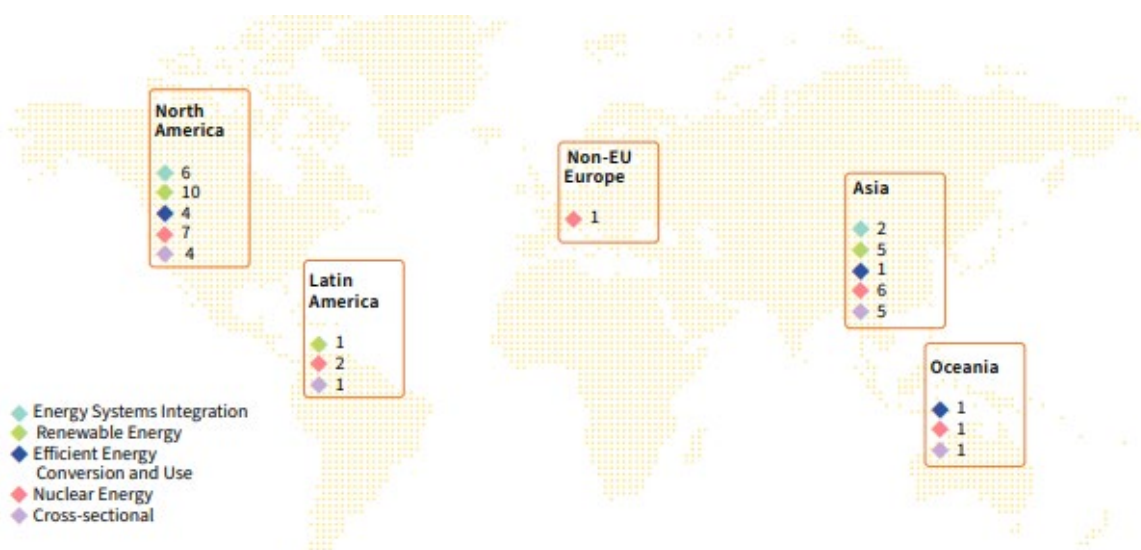 North
America
6
10
4
7
4
Latin
America
1
2
1
Non-EU
Europe
1
Asia
2
5
1
6
5
Oceania
1
1
1
Energy Systems Integration
Renewable Energy
Efficient Energy
Conversion and Use
Nuclear Energy
Cross-sectional